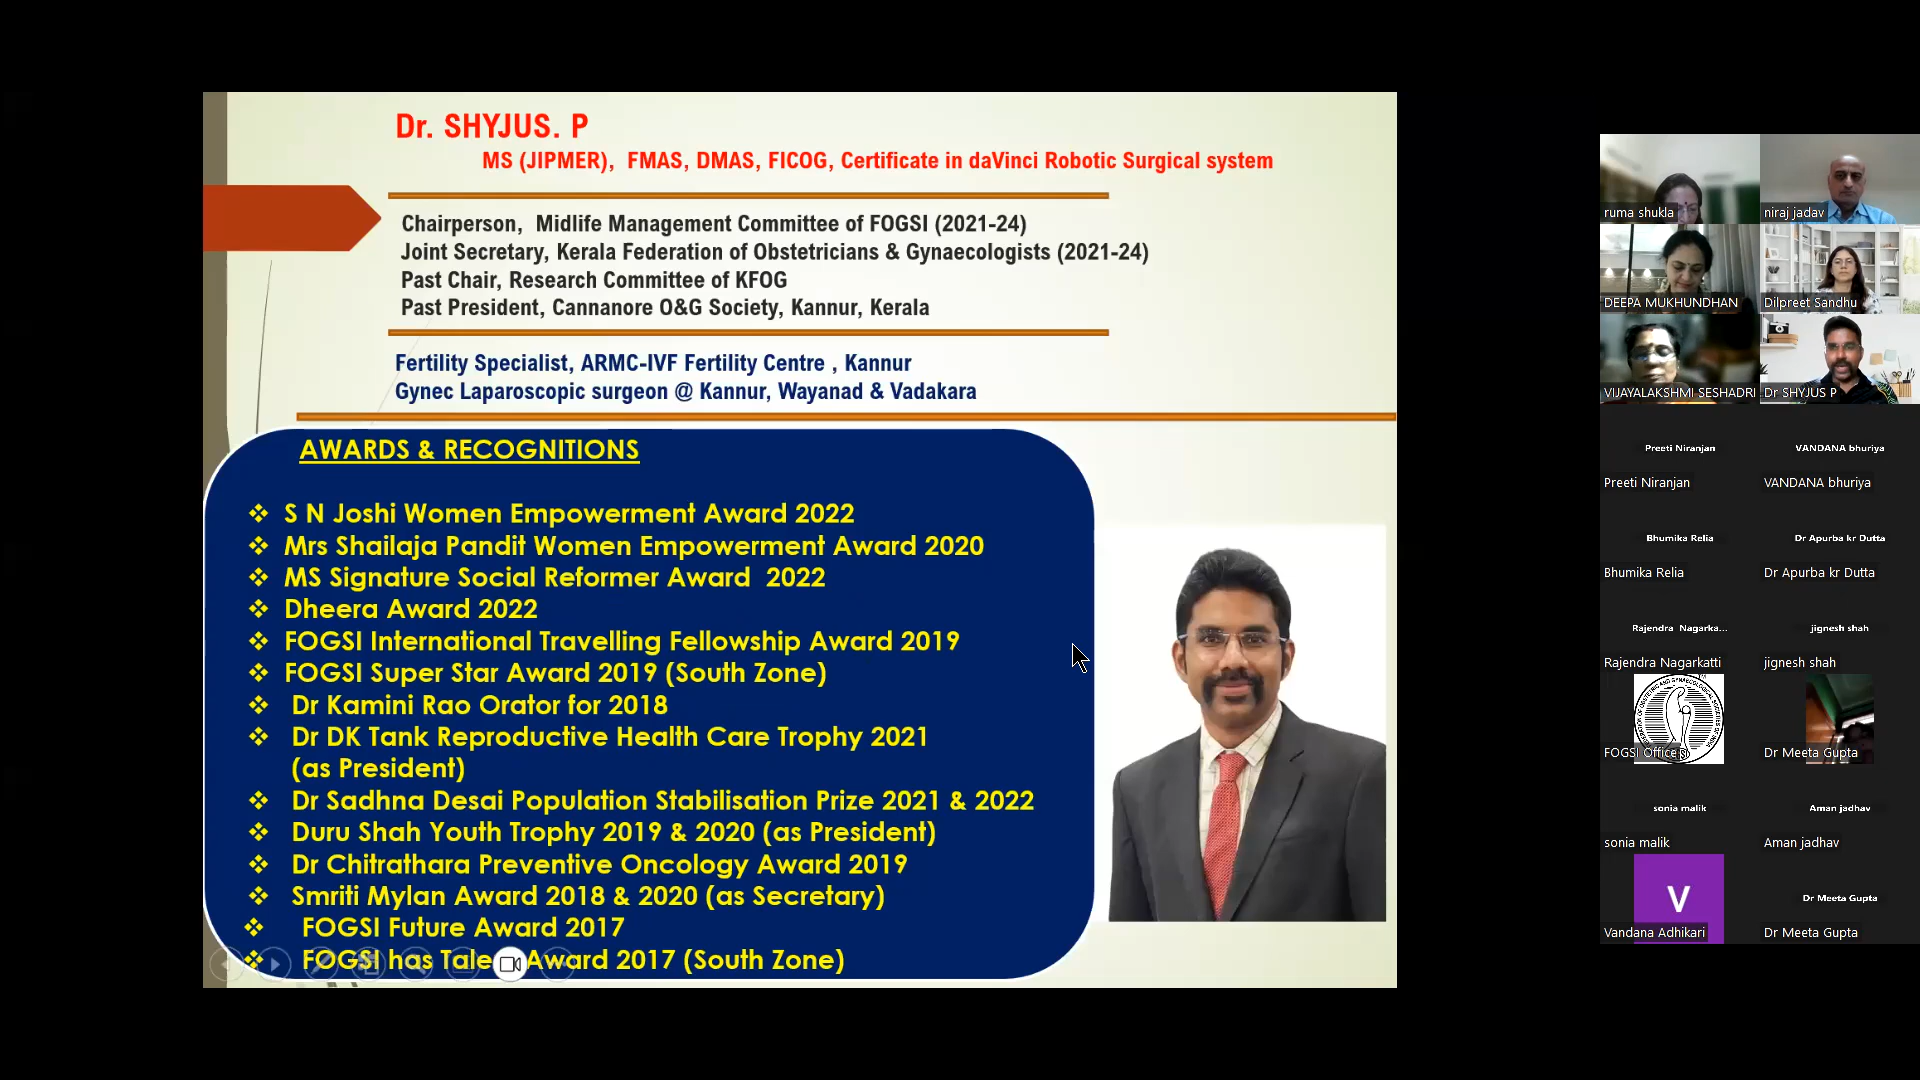 Dr. SHYJUS. P
MS (JIPMER), FMAS, DMAS, FICOG, Certificate in daVinci Robotic Surgical system
Chairperson, Midlife Management Committee of FOGSI (2021-24)
Joint Secretary, Kerala Federation of Obstetricians & Gynaecologists (2021-24)
Past Chair, Research Committee of KFOG
Past President, Cannanore O&G Society, Kannur, Kerala
Fertility Specialist, ARMC-IVF Fertility Centre , Kannur
Gynec Laparoscopic surgeon @ Kannur, Wayanad & Vadakara
AWARDS & RECOGNITIONS
❖ S N Joshi Women Empowerment Award 2022
❖ Mrs Shailaja Pandit Women Empowerment Award 2020
❖ MS Signature Social Reformer Award 2022
❖ Dheera Award 2022
❖ FOGSI International Travelling Fellowship Award 2019
❖ FOGSI Super Star Award 2019 (South Zone)
❖ Dr Kamini Rao Orator for 2018
❖ Dr DK Tank Reproductive Health Care Trophy 2021
(as President)
❖ Dr Sadhna Desai Population Stabilisation Prize 2021 & 2022
❖ Duru Shah Youth Trophy 2019 & 2020 (as President)
❖ Dr Chitrathara Preventive Oncology Award 2019
❖ Smriti Mylan Award 2018 & 2020 (as Secretary)
❖ FOGSI Future Award 2017
❖ FOGSI has Award 2017 (South Zone)
ruma shukla
niraj jadav
DEEPA MUKHUNDHAN
Dilpreet Sandhu
VIJAYALAKSHMI SESHADRI
Dr SHYJUS P
Preeti Niranjan
VANDANA bhuriya
Preeti Niranjan
VANDANA bhuriya
Bhumika Relia
Dr Apurba kr Dutta
Bhumika Relia
Dr Apurba kr Dutta
Rajendra Nagarka...
jignesh shah
Rajendra Nagarkatti
jignesh shah
FOGSI Office
Dr Meeta Gupta
sonia malik
Aman jadhav
sonia malik
Aman jadhav
V
Dr Meeta Gupta
Vandana Adhikari
Dr Meeta Gupta